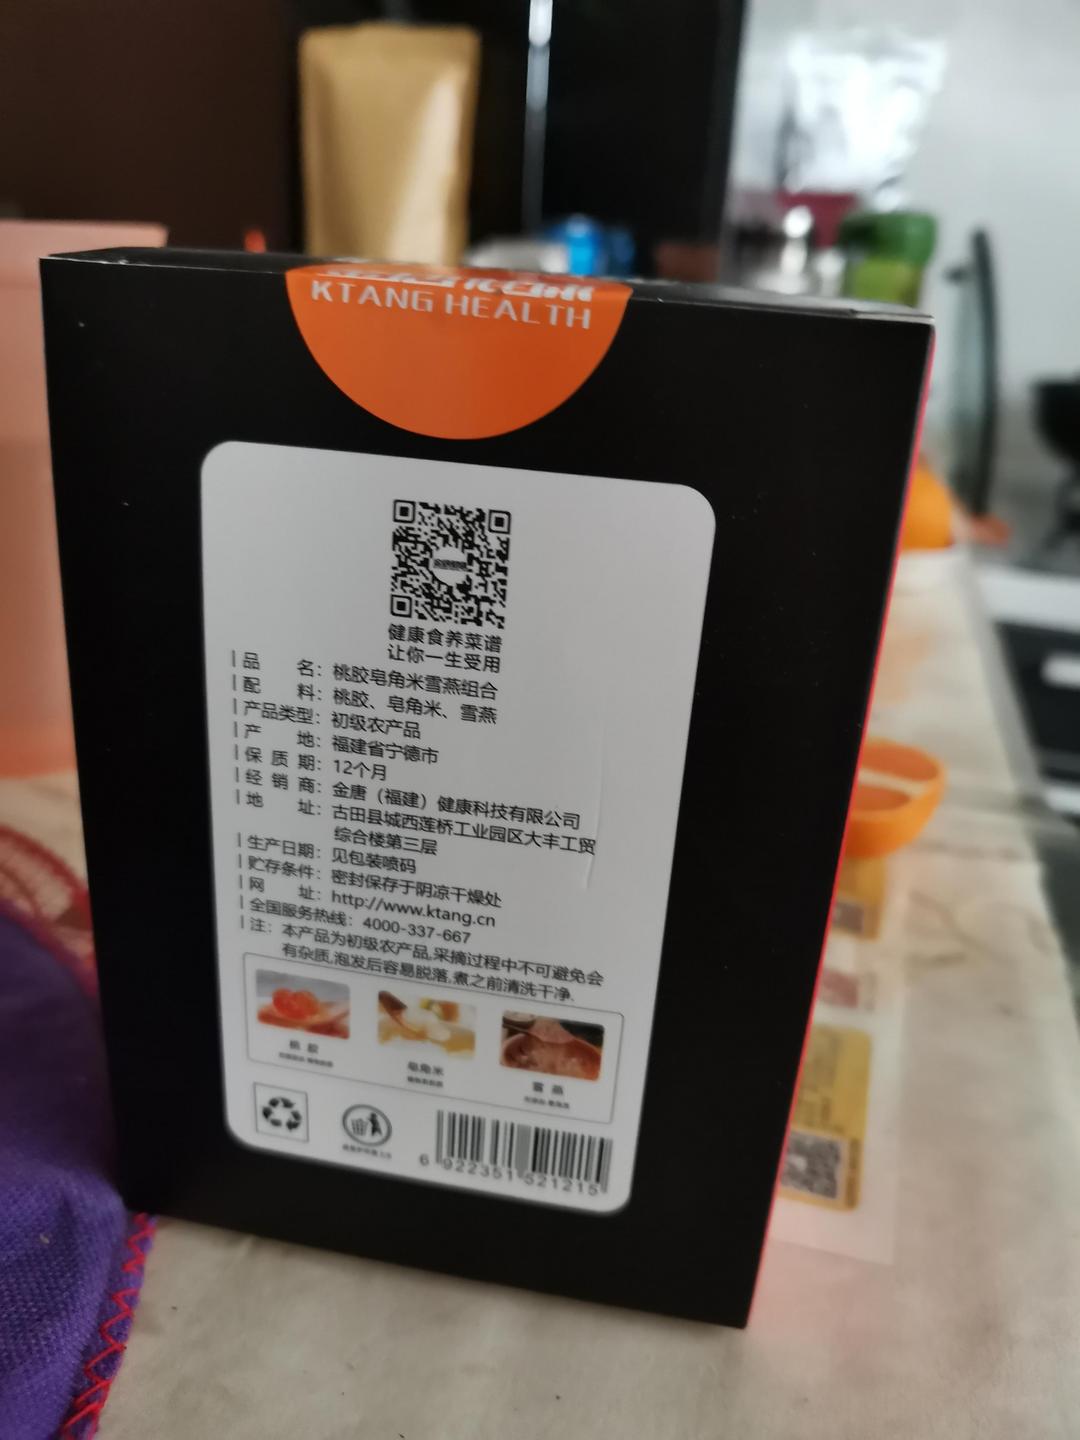 KTANG HEALTH
健康食养菜谱
让你一生受用
品 名：桃胶皂角米雪燕组合
配 料：桃胶、皂角米、雪燕
产品类型：初级农产品
产 地：福建省宁德市
保 质 期：12个月
经 销 商：金唐（福建）健康科技有限公司
地 址：古田县城西莲桥工业园区大丰工贸
综合楼第三层
生产日期：见包装喷码
贮存条件：密封保存于阴凉干燥处
网 址：http://www.ktang.cn
全国服务热线：4000-337-667
注：本产品为初级农产品,采摘过程中不可避免会
有杂质,泡发后容易脱落,煮之前清洗干净.
桃 胶
皂角米
雪 燕
6 922351 521215